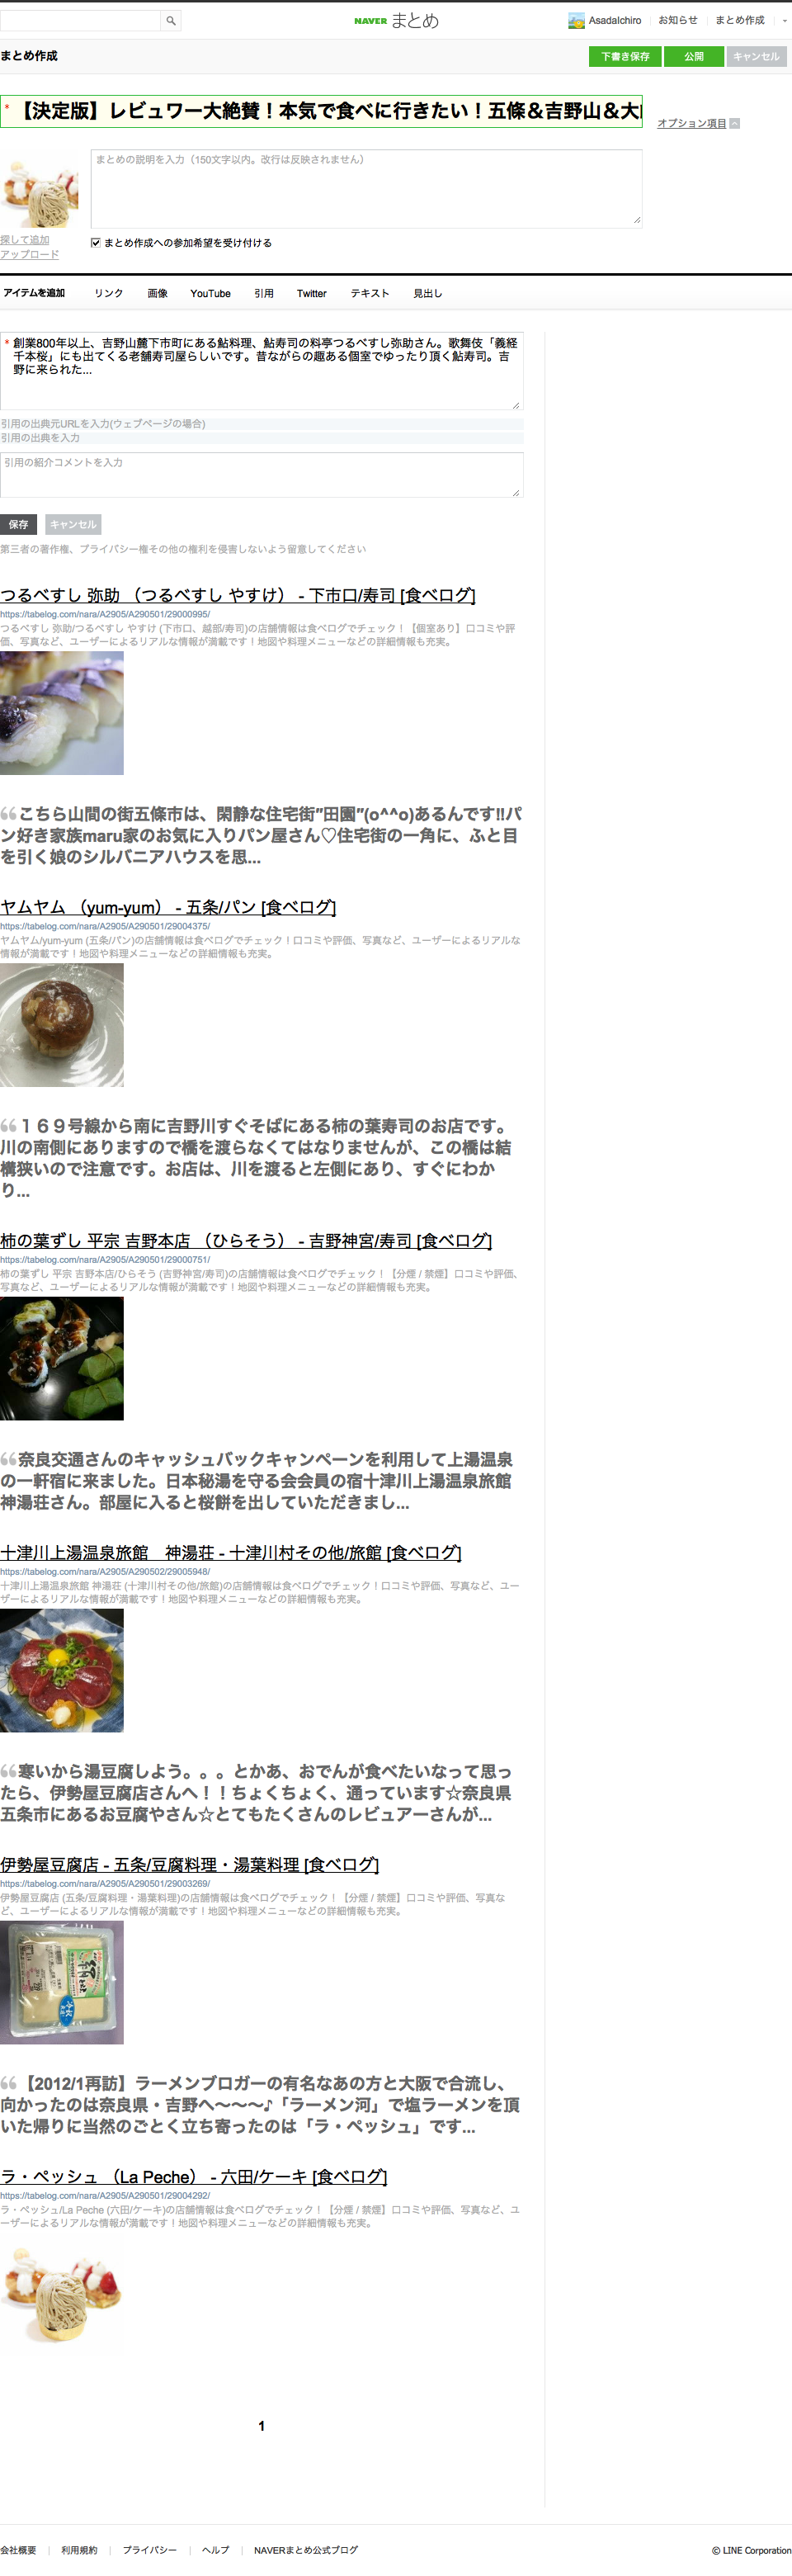 NAVER まとめ
AsadaIchiro お知らせ まとめ作成
まとめ作成
下書き保存 公開 キャンセル
* 【決定版】レビュワー大絶賛！本気で食べに行きたい！五條＆吉野山＆大
オプション項目
まとめの説明を入力（150文字以内。改行は反映されません）
探して追加
アップロード
まとめ作成への参加希望を受け付ける
アイテムを追加 リンク 画像 YouTube 引用 Twitter テキスト 見出し
* 創業800年以上、吉野山麓下市町にある鮎料理、鮎寿司の料亭つるべすし弥助さん。歌舞伎「義経
千本桜」にも出てくる老舗寿司屋らしいです。昔ながらの趣ある個室でゆったり頂く鮎寿司。吉
野に来られた...
引用の出典元URLを入力(ウェブページの場合)
引用の出典を入力
引用の紹介コメントを入力
保存 キャンセル
第三者の著作権、プライバシー権その他の権利を侵害しないよう留意してください
つるべすし 弥助 （つるべすし やすけ） - 下市口/寿司 [食べログ]
https://tabelog.com/nara/A2905/A290501/29000995/
つるべすし 弥助/つるべすし やすけ (下市口、越部/寿司)の店舗情報は食べログでチェック！【個室あり】口コミや評
価、写真など、ユーザーによるリアルな情報が満載です！地図や料理メニューなどの詳細情報も充実。
“こちら山間の街五條市は、閑静な住宅街″田園″(o^^o)あるんです!!パ
ン好き家族maru家のお気に入りパン屋さん♡住宅街の一角に、ふと目
を引く娘のシルバニアハウスを思...
ヤムヤム （yum-yum） - 五条/パン [食べログ]
https://tabelog.com/nara/A2905/A290501/29004375/
ヤムヤム/yum-yum (五条/パン)の店舗情報は食べログでチェック！口コミや評価、写真など、ユーザーによるリアルな
情報が満載です！地図や料理メニューなどの詳細情報も充実。
“１６９号線から南に吉野川すぐそばにある柿の葉寿司のお店です。
川の南側にありますので橋を渡らなくてはなりませんが、この橋は結
構狭いので注意です。お店は、川を渡ると左側にあり、すぐにわか
り...
柿の葉ずし 平宗 吉野本店 （ひらそう） - 吉野神宮/寿司 [食べログ]
https://tabelog.com/nara/A2905/A290501/29000751/
柿の葉ずし 平宗 吉野本店/ひらそう (吉野神宮/寿司)の店舗情報は食べログでチェック！【分煙 / 禁煙】口コミや評価、
写真など、ユーザーによるリアルな情報が満載です！地図や料理メニューなどの詳細情報も充実。
“奈良交通さんのキャッシュバックキャンペーンを利用して上湯温泉
の一軒宿に来ました。日本秘湯を守る会会員の宿十津川上湯温泉旅館
神湯荘さん。部屋に入ると桜餅を出していただきまし...
十津川上湯温泉旅館　神湯荘 - 十津川村その他/旅館 [食べログ]
https://tabelog.com/nara/A2905/A290502/29005948/
十津川上湯温泉旅館 神湯荘 (十津川村その他/旅館)の店舗情報は食べログでチェック！口コミや評価、写真など、ユー
ザーによるリアルな情報が満載です！地図や料理メニューなどの詳細情報も充実。
“寒いから湯豆腐しよう。。。とかあ、おでんが食べたいなって思っ
たら、伊勢屋豆腐店さんへ！！ちょくちょく、通っています☆奈良県
五条市にあるお豆腐やさん☆とてもたくさんのレビュアーさんが...
伊勢屋豆腐店 - 五条/豆腐料理・湯葉料理 [食べログ]
https://tabelog.com/nara/A2905/A290501/29003269/
伊勢屋豆腐店 (五条/豆腐料理・湯葉料理)の店舗情報は食べログでチェック！【分煙 / 禁煙】口コミや評価、写真な
ど、ユーザーによるリアルな情報が満載です！地図や料理メニューなどの詳細情報も充実。
“【2012/1再訪】ラーメンブロガーの有名なあの方と大阪で合流し、
向かったのは奈良県・吉野へ〜〜〜♪「ラーメン河」で塩ラーメンを頂
いた帰りに当然のごとく立ち寄ったのは「ラ・ペッシュ」です...
ラ・ペッシュ （La Peche） - 六田/ケーキ [食べログ]
https://tabelog.com/nara/A2905/A290501/29004292/
ラ・ペッシュ/La Peche (六田/ケーキ)の店舗情報は食べログでチェック！【分煙 / 禁煙】口コミや評価、写真など、ユ
ーザーによるリアルな情報が満載です！地図や料理メニューなどの詳細情報も充実。
1
会社概要 利用規約 プライバシー ヘルプ NAVERまとめ公式ブログ © LINE Corporation